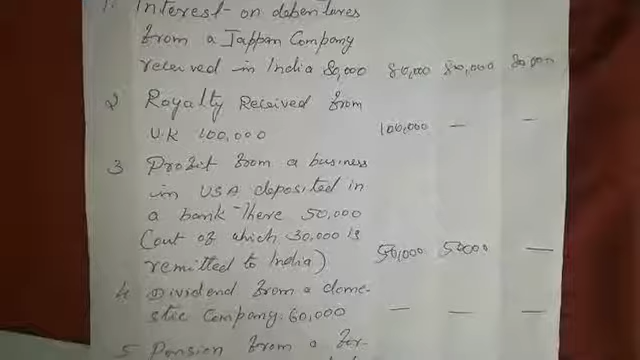 1. Interest on debentures
from a Jappan Company
received in India 80,000 80,000 80,000 80,000
2 Royalty Received from
U.K 100,000 100,000 — —
3 Profit from a business
in USA deposited in
a bank there 50,000
(out of which 30,000 is
remitted to India) 50,000 50000 —
4 Dividend from a dome-
stic Company 60,000 — — —
5 Pension from a for-